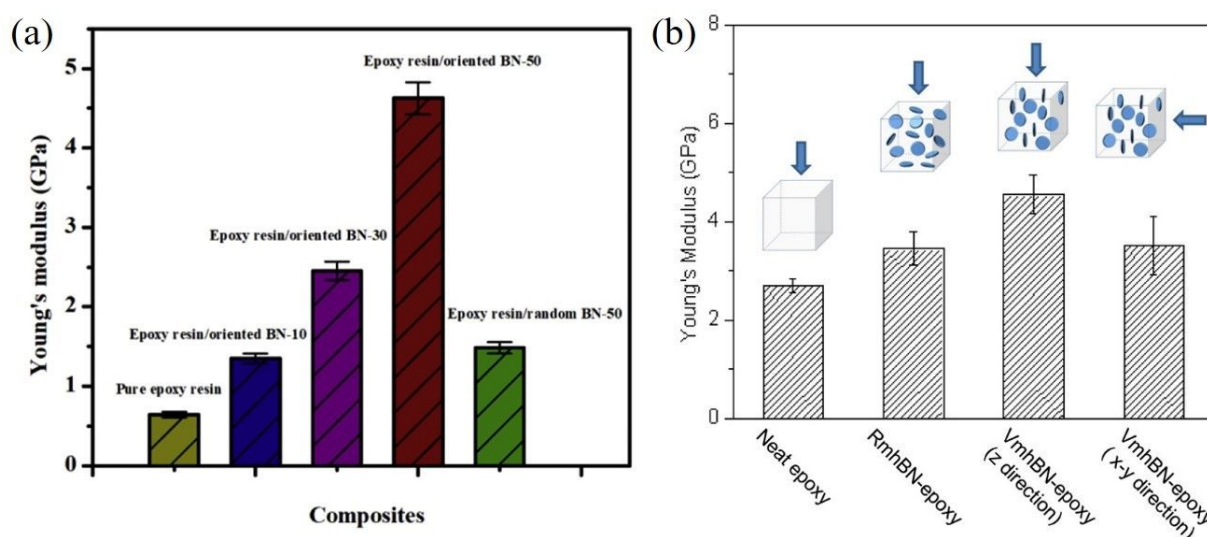 (a)
Young's modulus (GPa)
5
4
3
2
1
0
Epoxy resin/oriented BN-50
Epoxy resin/oriented BN-30
Epoxy resin/random BN-50
Epoxy resin/oriented BN-10
Pure epoxy resin
Composites
(b)
Young's Modulus (GPa)
8
6
4
2
0
Neat epoxy
RmhBN-epoxy
VmhBN-epoxy
(z direction)
VmhBN-epoxy
( x-y direction)